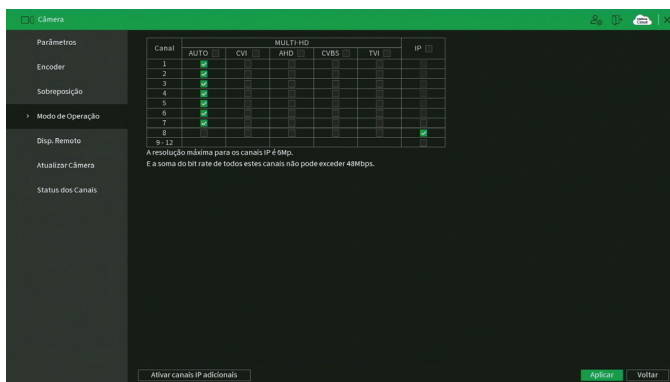 Câmera
Intelbras Cloud
Parâmetros
Encoder
Sobreposição
Modo de Operação
Disp. Remoto
Atualizar Câmera
Status dos Canais
Canal MULTI-HD IP
AUTO CVI AHD CVBS TVI
1
2
3
4
5
6
7
8
9 - 12
A resolução máxima para os canais IP é 6Mp.
E a soma do bit rate de todos estes canais não pode exceder 48Mbps.
Ativar canais IP adicionais
Aplicar Voltar